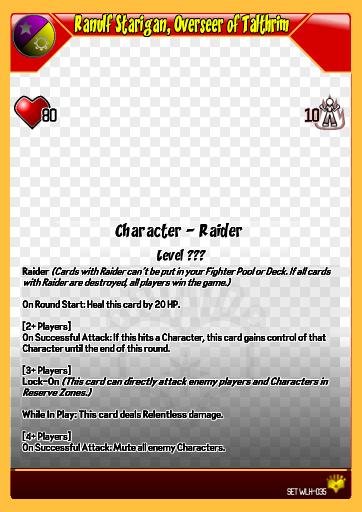 Ranulf Starigan, Overseer of Talthrim
80
10
Character - Raider
Level ???
Raider (Cards with Raider can't be put in your Fighter Pool or Deck. If all cards
with Raider are destroyed, all players win the game.)
On Round Start: Heal this card by 20 HP.
[2+ Players]
On Successful Attack: If this hits a Character, this card gains control of that
Character until the end of this round.
[3+ Players]
Lock-On (This card can directly attack enemy players and Characters in
Reserve Zones.)
While In Play: This card deals Relentless damage.
[4+ Players]
On Successful Attack: Mute all enemy Characters.
SET WLH-035